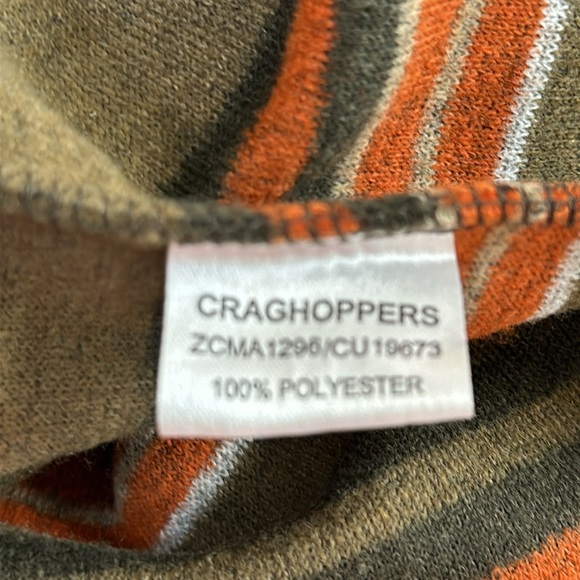 CRAGHOPPERS
ZCMA1296/CU19673
100% POLYESTER